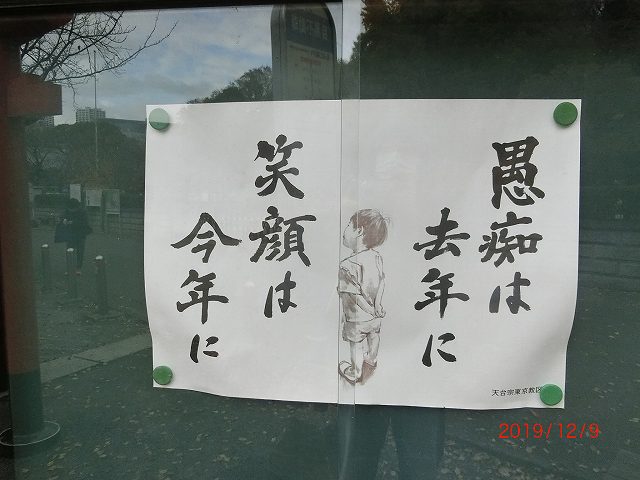 愚痴は
去年に
笑顔は
今年に
天台宗東京教区
2019/12/9